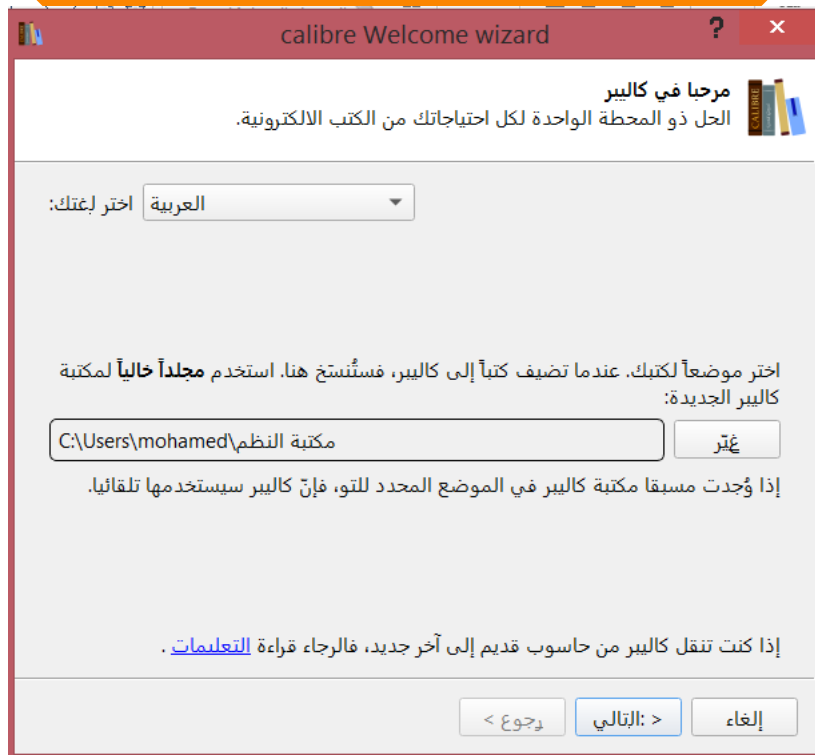 calibre Welcome wizard
?
×
مرحبا في كاليبر
الحل ذو المحطة الواحدة لكل احتياجاتك من الكتب الالكترونية.
CALIBRE
اختر لغتك:
العربية
اختر موضعاً لكتبك. عندما تضيف كتباً إلى كاليبر، فستُنسَخ هنا. استخدم مجلداً خالياً لمكتبة
كاليبر الجديدة:
C:\Users\mohamed\مكتبة النظم
غيّر
إذا وُجدت مسبقا مكتبة كاليبر في الموضع المحدد للتو، فإنّ كاليبر سيستخدمها تلقائيا.
إذا كنت تنقل كاليبر من حاسوب قديم إلى آخر جديد، فالرجاء قراءة التعليمات .
رجوع >
التالي: <
إلغاء